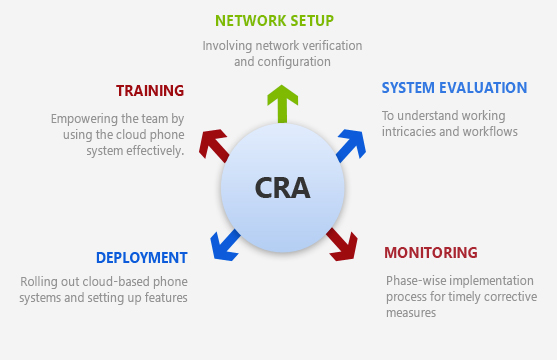 NETWORK SETUP
Involving network verification
and configuration
TRAINING
Empowering the team by
using the cloud phone
system effectively.
SYSTEM EVALUATION
To understand working
intricacies and workflows
CRA
DEPLOYMENT
Rolling out cloud-based phone
systems and setting up features
MONITORING
Phase-wise implementation
process for timely corrective
measures